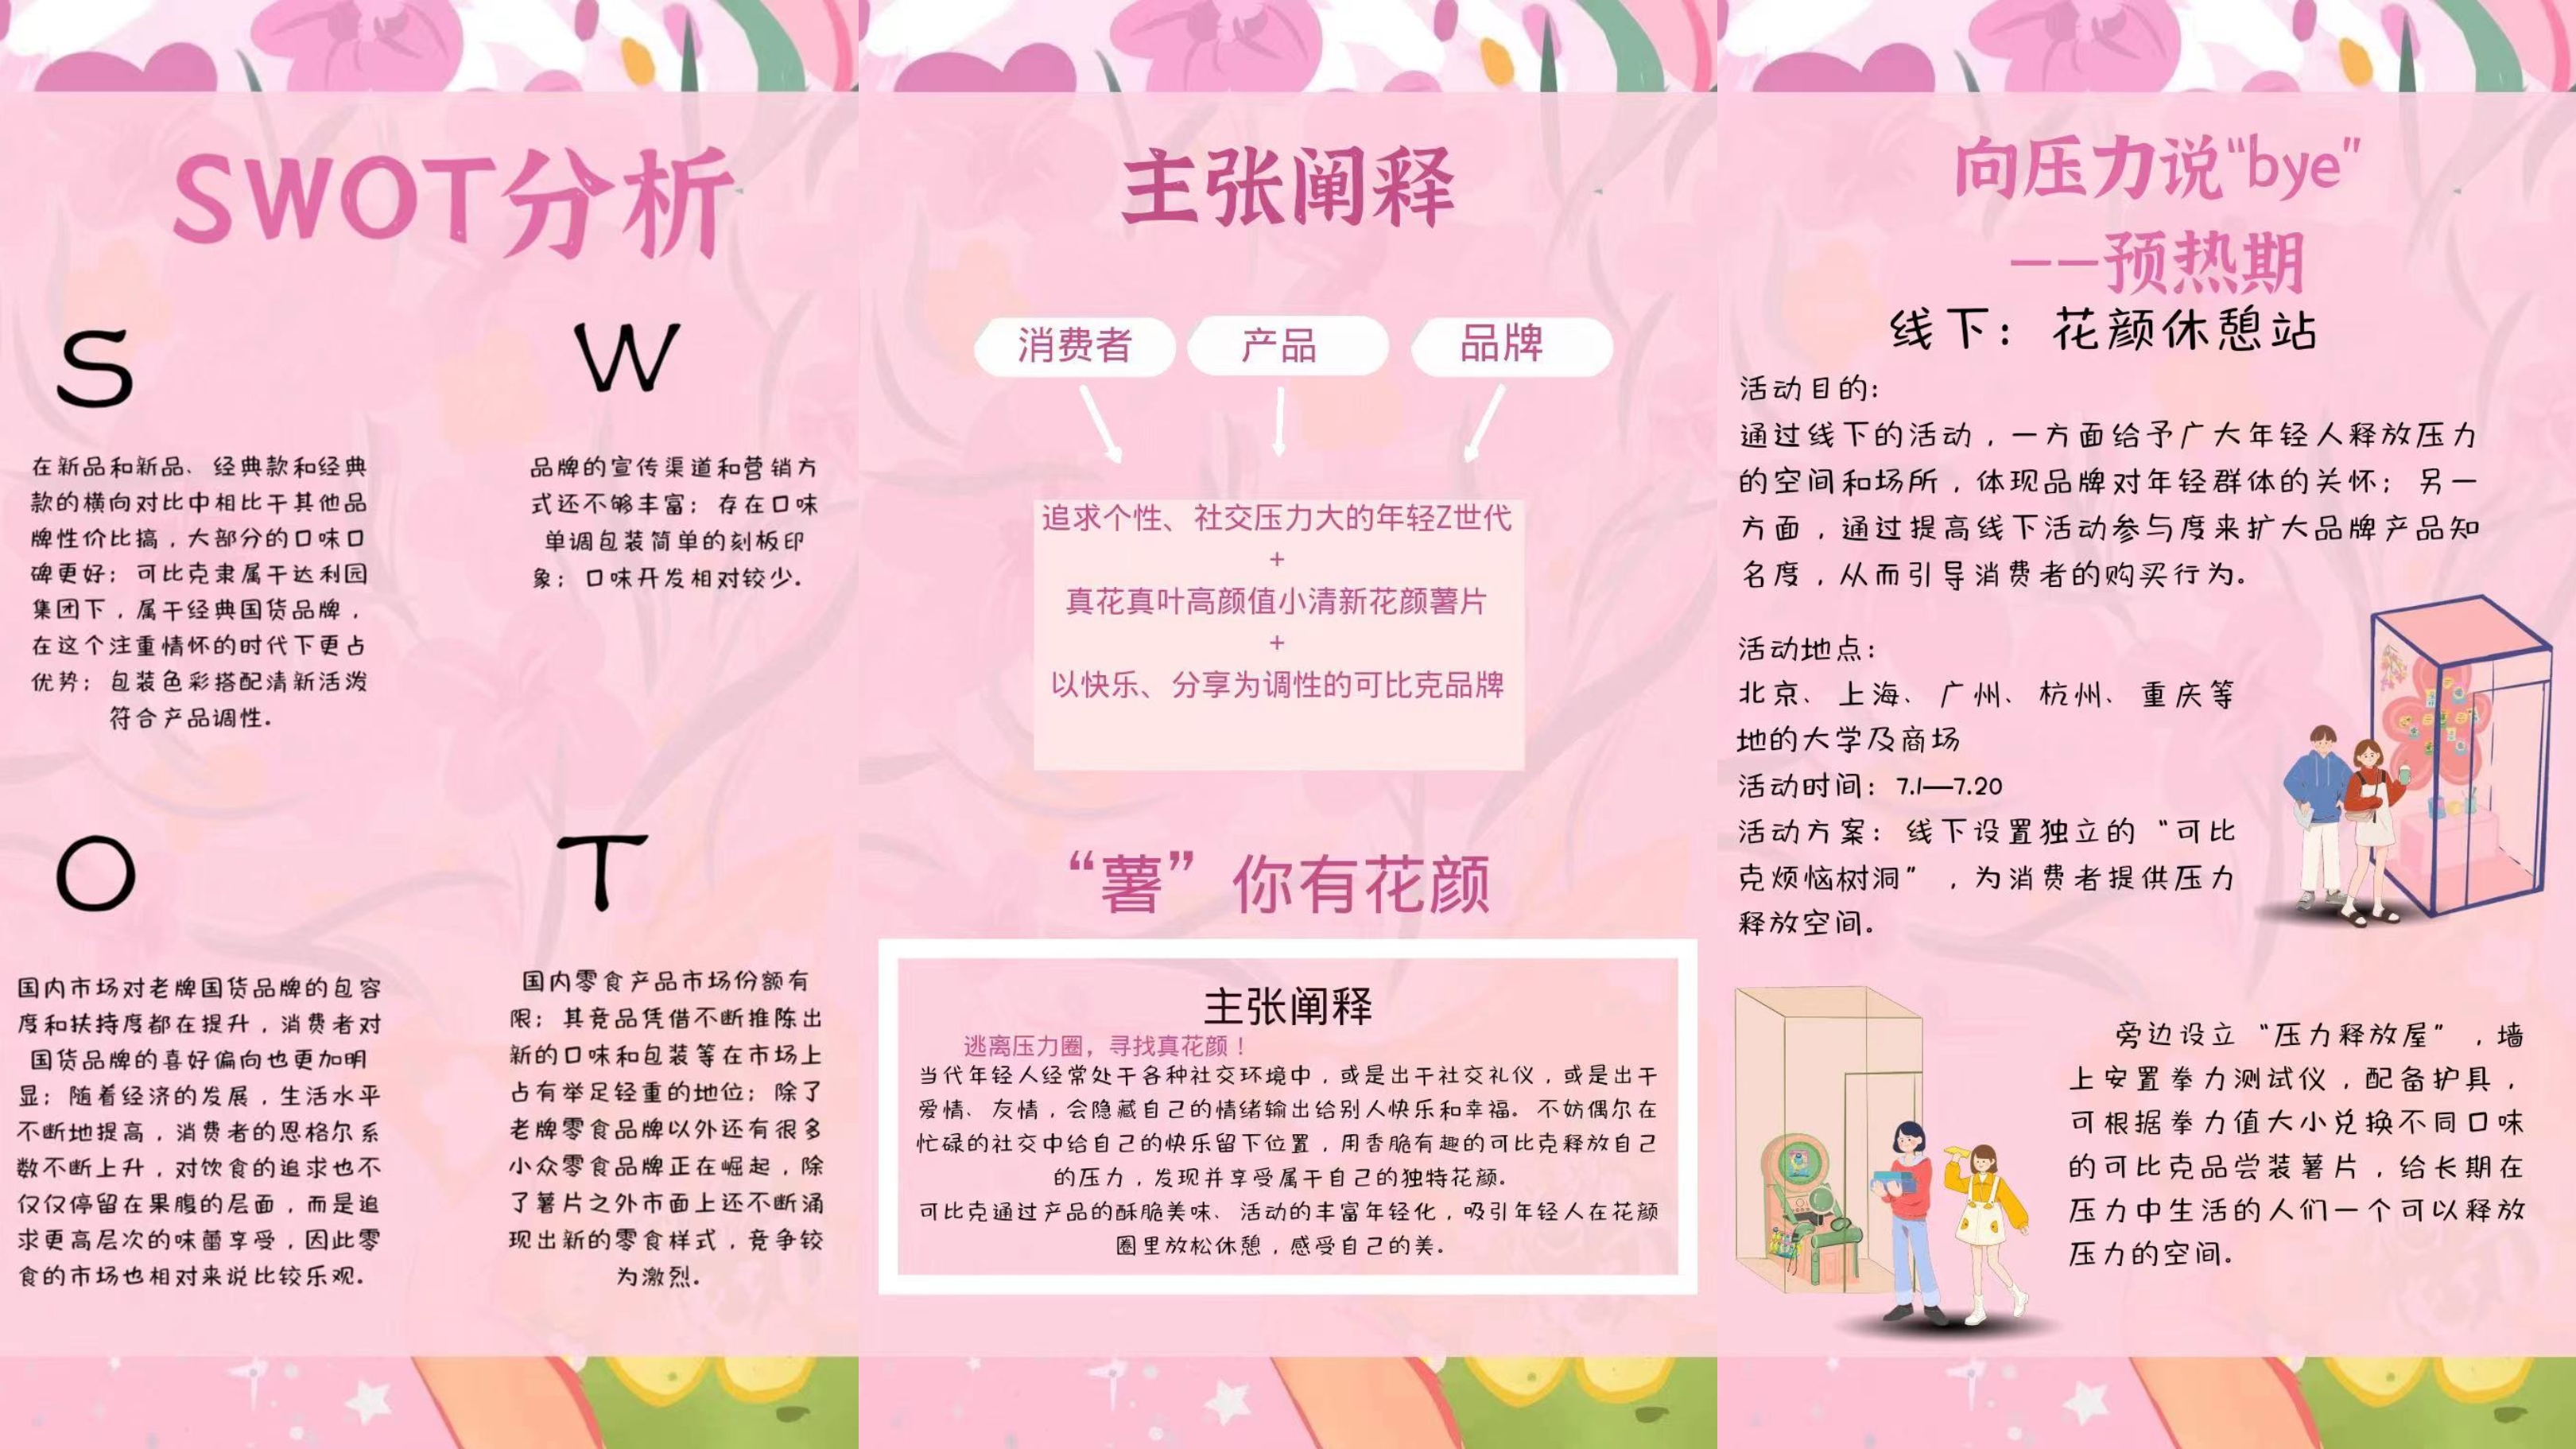 SWOT分析
S
在新品和新品、经典款和经典
款的横向对比中相比于其他品
牌性价比搞，大部分的口味口
碑更好；可比克隶属于达利园
集团下，属于经典国货品牌，
在这个注重情怀的时代下更占
优势；包装色彩搭配清新活泼
符合产品调性。
W
品牌的宣传渠道和营销方
式还不够丰富；存在口味
单调包装简单的刻板印
象；口味开发相对较少。
O
国内市场对老牌国货品牌的包容
度和扶持度都在提升，消费者对
国货品牌的喜好偏向也更加明
显；随着经济的发展，生活水平
不断地提高，消费者的恩格尔系
数不断上升，对饮食的追求也不
仅仅停留在果腹的层面，而是追
求更高层次的味蕾享受，因此零
食的市场也相对来说比较乐观。
T
国内零食产品市场份额有
限；其竞品凭借不断推陈出
新的口味和包装等在市场上
占有举足轻重的地位；除了
老牌零食品牌以外还有很多
小众零食品牌正在崛起，除
了薯片之外市面上还不断涌
现出新的零食样式，竞争较
为激烈。
主张阐释
消费者
产品
品牌
追求个性、社交压力大的年轻Z世代
+
真花真叶高颜值小清新花颜薯片
+
以快乐、分享为调性的可比克品牌
“薯”你有花颜
主张阐释
逃离压力圈，寻找真花颜！
当代年轻人经常处于各种社交环境中，或是出于社交礼仪，或是出于
爱情、友情，会隐藏自己的情绪输出给别人快乐和幸福。不妨偶尔在
忙碌的社交中给自己的快乐留下位置，用香脆有趣的可比克释放自己
的压力，发现并享受属于自己的独特花颜。
可比克通过产品的酥脆美味、活动的丰富年轻化，吸引年轻人在花颜
圈里放松休憩，感受自己的美。
向压力说“bye”
——预热期
线下：花颜休憩站
活动目的：
通过线下的活动，一方面给予广大年轻人释放压力
的空间和场所，体现品牌对年轻群体的关怀；另一
方面，通过提高线下活动参与度来扩大品牌产品知
名度，从而引导消费者的购买行为。
活动地点：
北京、上海、广州、杭州、重庆等
地的大学及商场
活动时间：7.1—7.20
活动方案：线下设置独立的“可比
克烦恼树洞”，为消费者提供压力
释放空间。
旁边设立“压力释放屋”，墙
上安置拳力测试仪，配备护具，
可根据拳力值大小兑换不同口味
的可比克品尝装薯片，给长期在
压力中生活的人们一个可以释放
压力的空间。